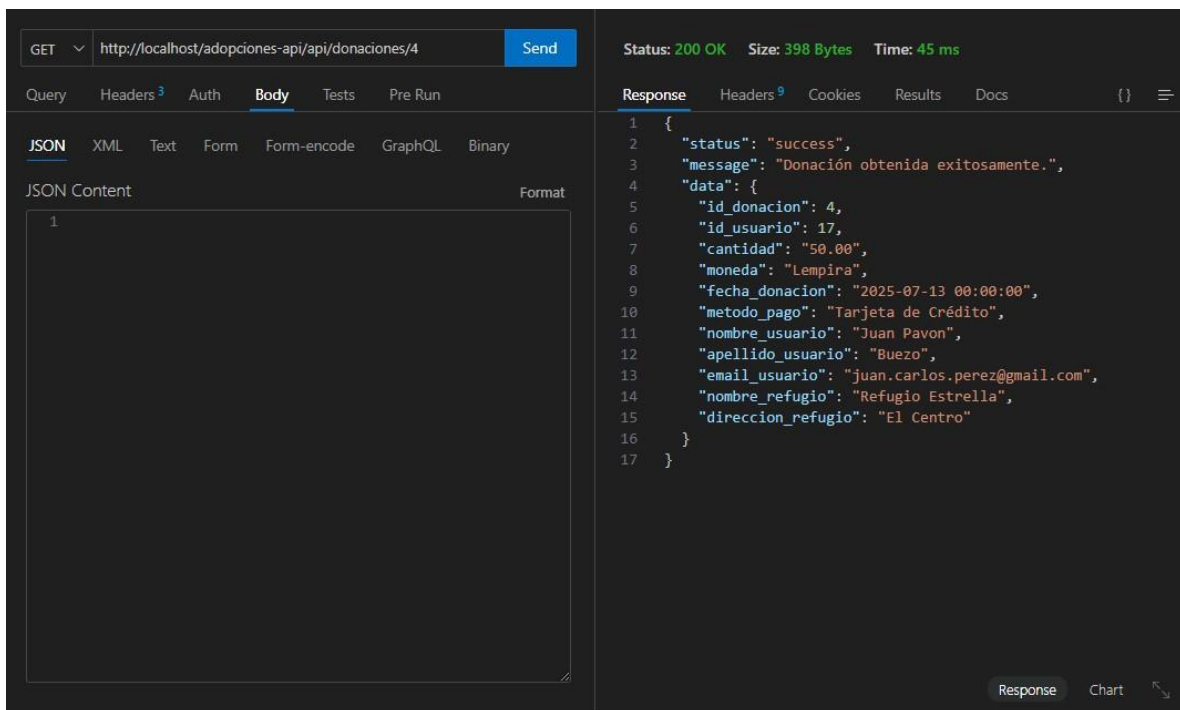 GET http://localhost/adopciones-api/api/donaciones/4 Send
Query Headers 3 Auth Body Tests Pre Run
JSON XML Text Form Form-encode GraphQL Binary
JSON Content Format
1
Status: 200 OK Size: 398 Bytes Time: 45 ms
Response Headers 9 Cookies Results Docs {}
1 {
2 "status": "success",
3 "message": "Donación obtenida exitosamente.",
4 "data": {
5 "id_donacion": 4,
6 "id_usuario": 17,
7 "cantidad": "50.00",
8 "moneda": "Lempira",
9 "fecha_donacion": "2025-07-13 00:00:00",
10 "metodo_pago": "Tarjeta de Crédito",
11 "nombre_usuario": "Juan Pavon",
12 "apellido_usuario": "Buezo",
13 "email_usuario": "juan.carlos.perez@gmail.com",
14 "nombre_refugio": "Refugio Estrella",
15 "direccion_refugio": "El Centro"
16 }
17 }
Response Chart